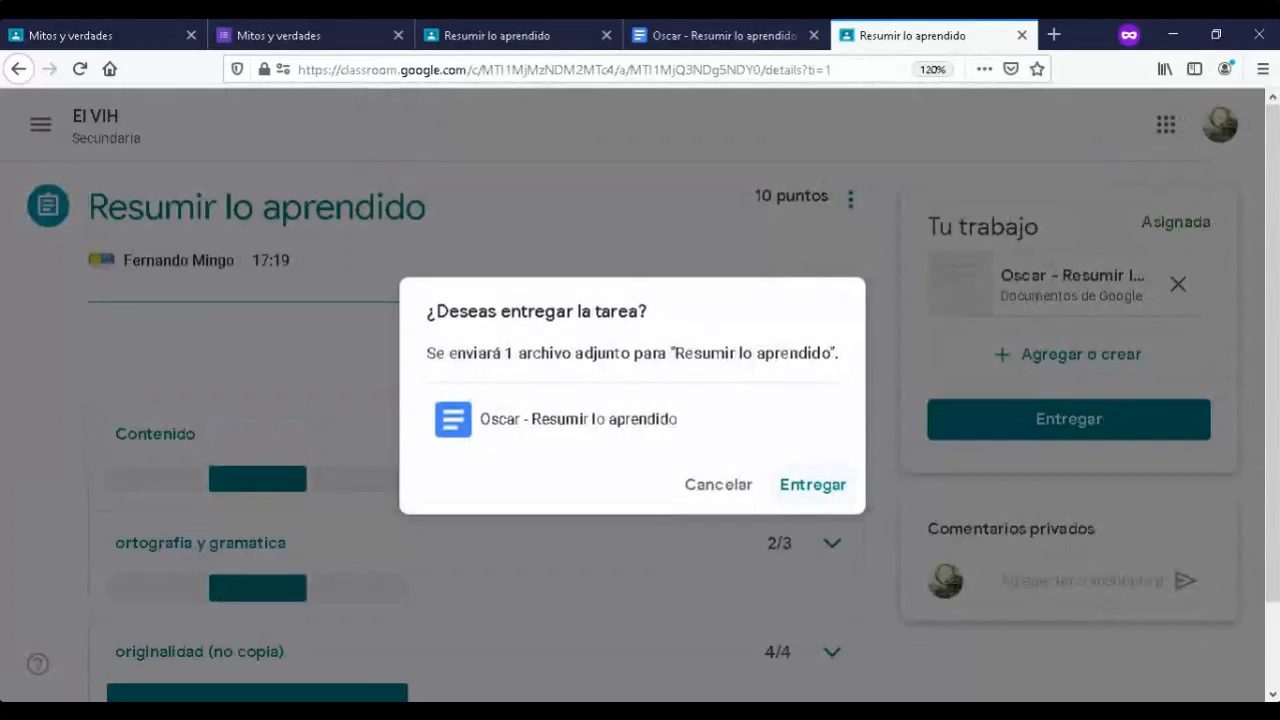 Mitos y verdades
Mitos y verdades
Resumir lo aprendido
Oscar - Resumir lo aprendido
Resumir lo aprendido
https://classroom.google.com/c/MTI1MjMzNDM2MTc4/a/MTI1MjQ3NDg5NDY0/details?ti=1
120%
El VIH
Secundaria
Resumir lo aprendido
10 puntos
Fernando Mingo 17:19
Tu trabajo
Asignada
Oscar - Resumir l...
Documentos de Google
Agregar o crear
Entregar
¿Deseas entregar la tarea?
Se enviará 1 archivo adjunto para "Resumir lo aprendido".
Oscar - Resumir lo aprendido
Cancelar
Entregar
Contenido
ortografia y gramatica
2/3
originalidad (no copia)
4/4
Comentarios privados